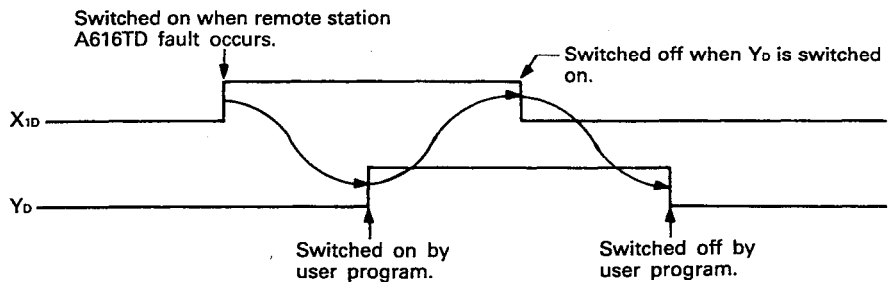 Switched on when remote station
A616TD fault occurs.
Switched off when YD is switched
on.
X1D
YD
Switched on by
user program.
Switched off by
user program.